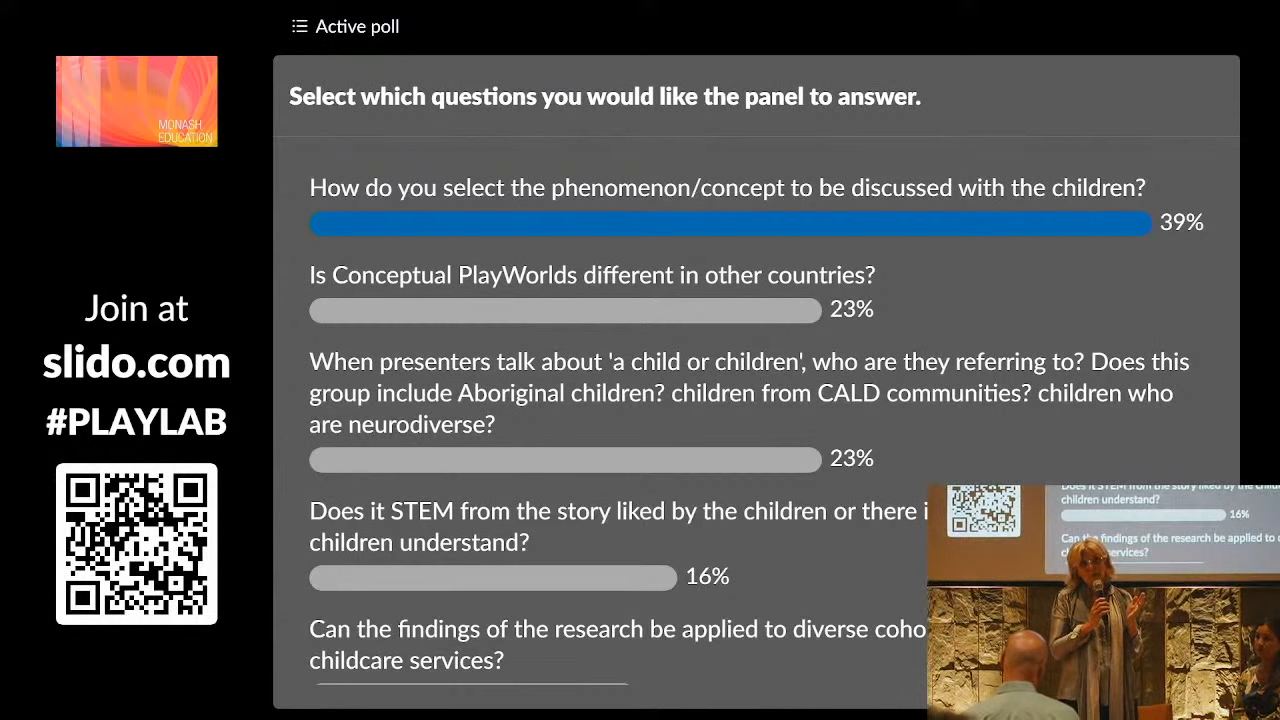 Active poll
MONASH
EDUCATION
Select which questions you would like the panel to answer.
How do you select the phenomenon/concept to be discussed with the children?
39%
Is Conceptual PlayWorlds different in other countries?
23%
When presenters talk about 'a child or children', who are they referring to? Does this
group include Aboriginal children? children from CALD communities? children who
are neurodiverse?
23%
Does it STEM from the story liked by the children or there
children understand?
16%
Can the findings of the research be applied to diverse
childcare services?
Join at
slido.com
#PLAYLAB
Does it STEM from the story liked by the
children understand?
16%
Can the findings of the research be applied to
services?